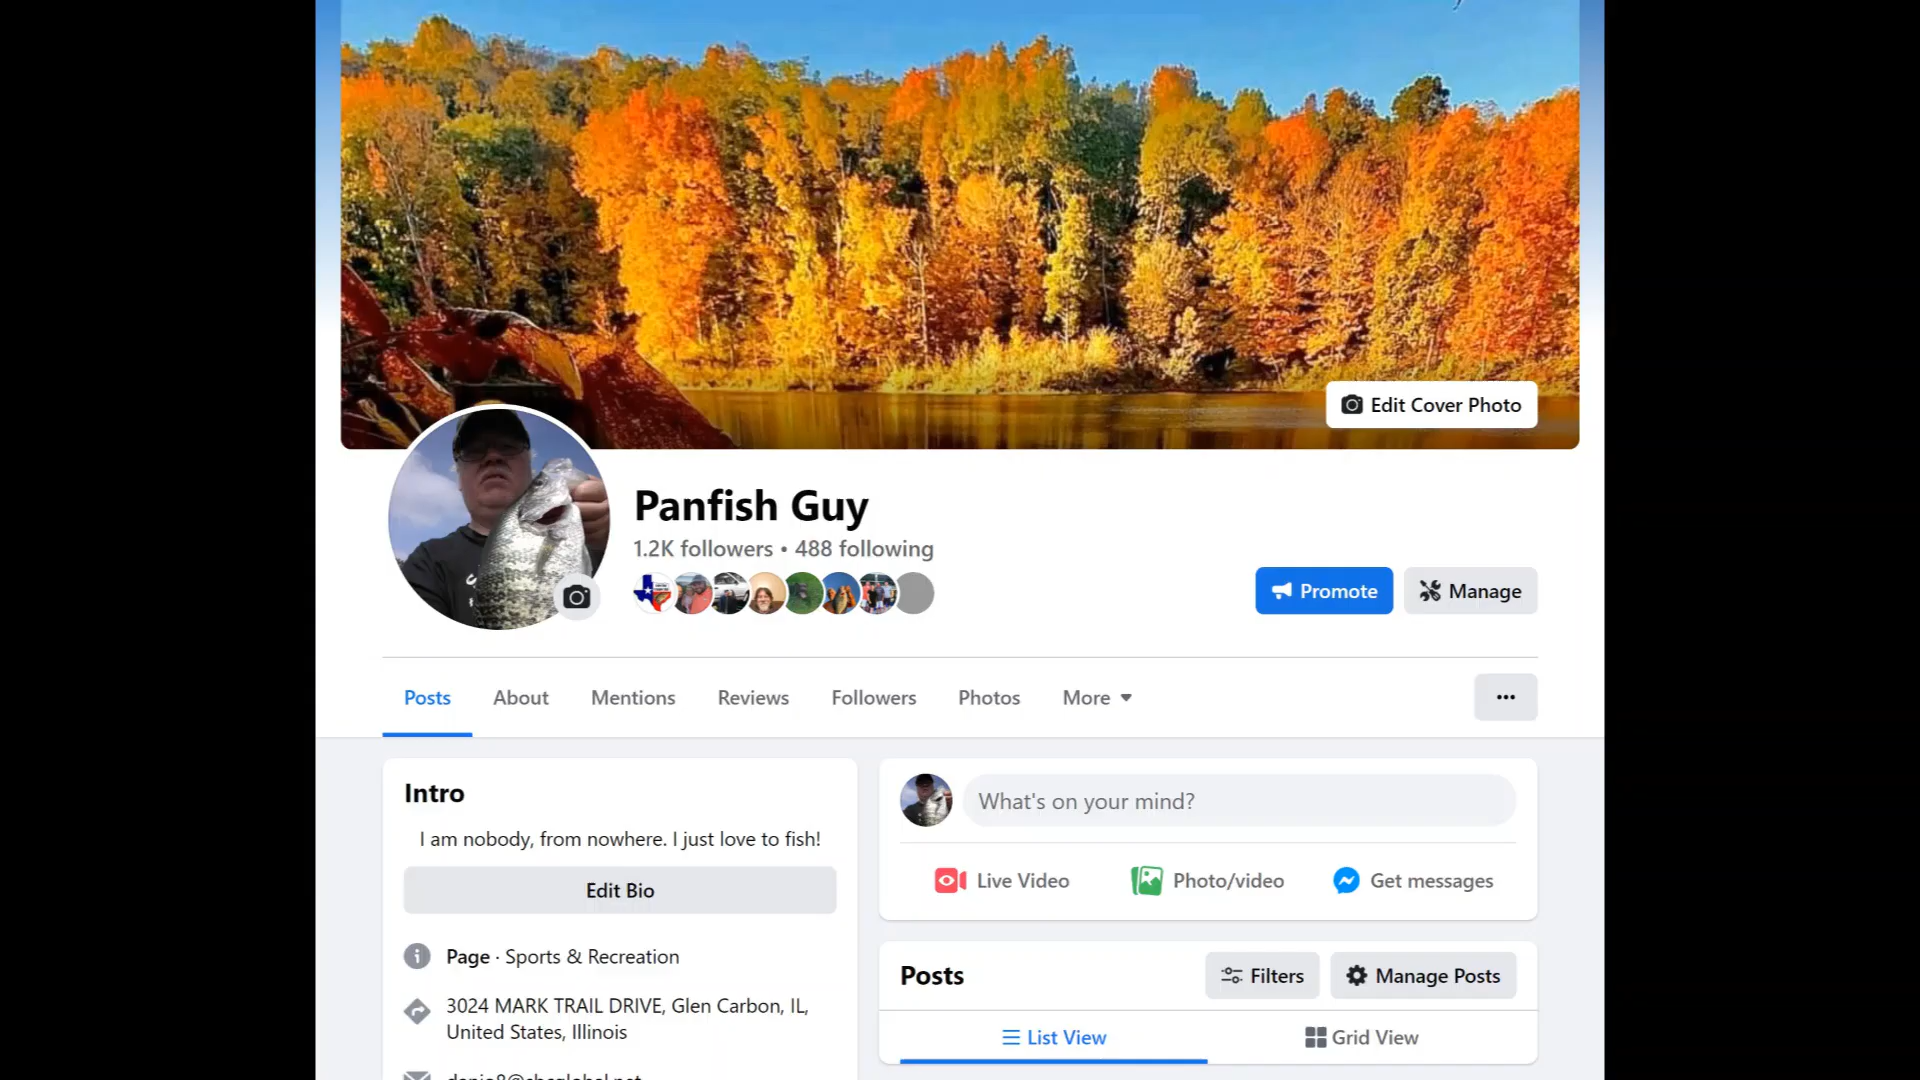 Edit Cover Photo
Panfish Guy
1.2K followers • 488 following
Promote
Manage
Posts
About
Mentions
Reviews
Followers
Photos
More
Intro
I am nobody, from nowhere. I just love to fish!
Edit Bio
Page · Sports & Recreation
3024 MARK TRAIL DRIVE, Glen Carbon, IL,
United States, Illinois
What's on your mind?
Live Video
Photo/video
Get messages
Posts
Filters
Manage Posts
List View
Grid View